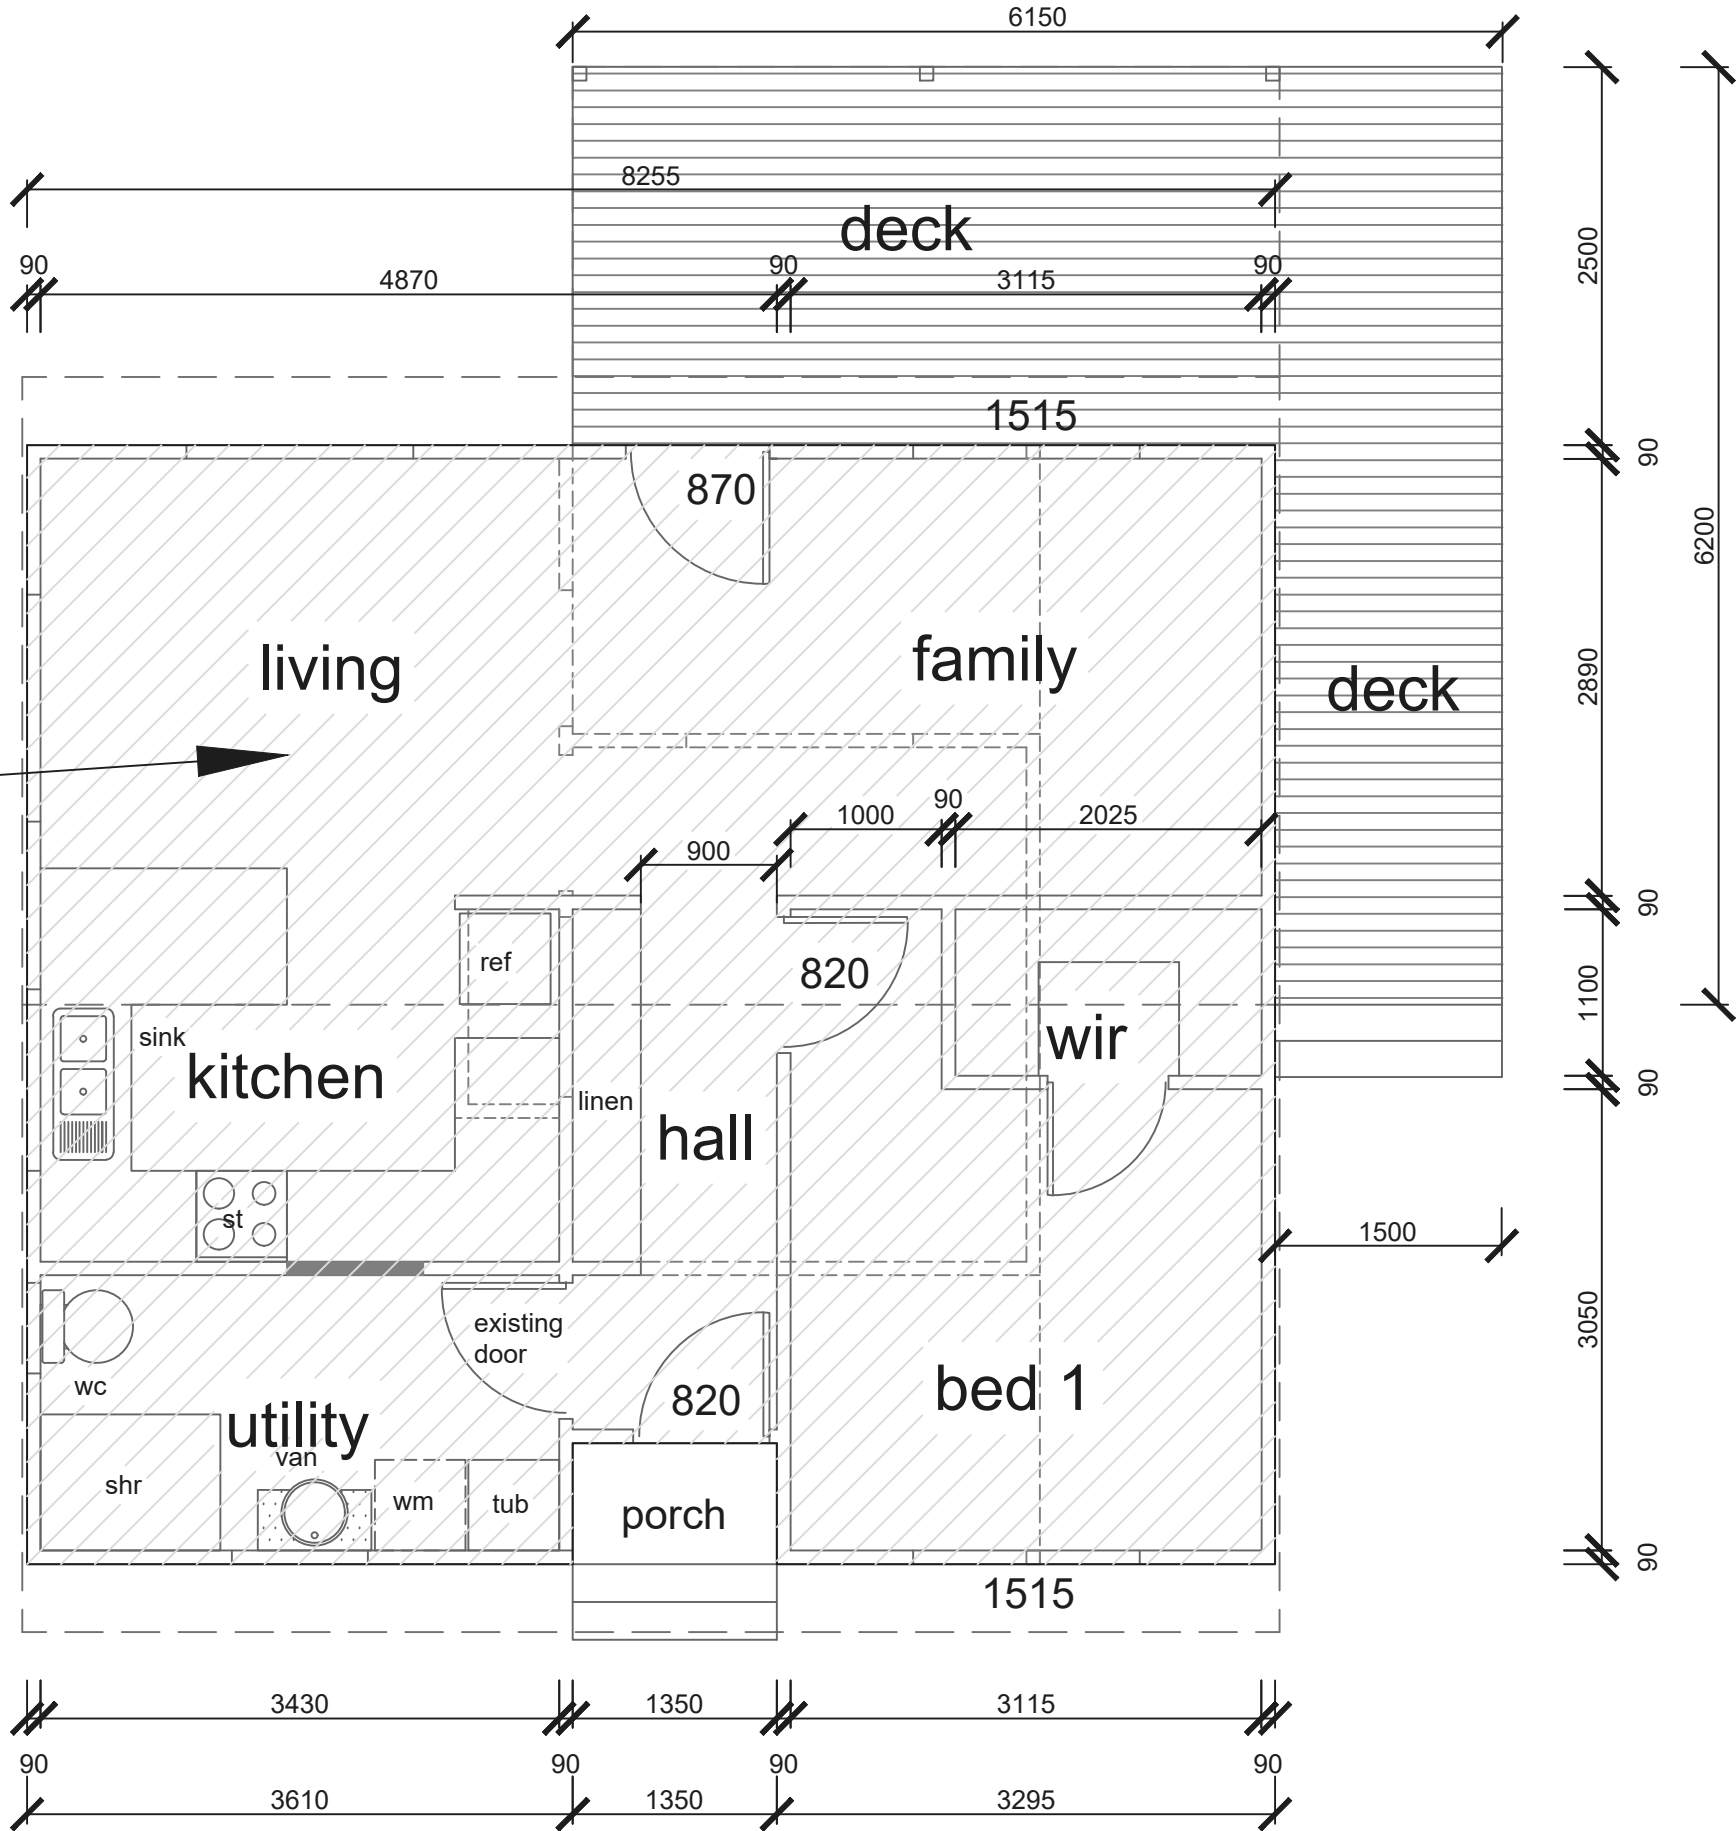 6150
8255
deck
90
4870
90
3115
90
2500
1515
90
870
6200
living
family
deck
2890
1000
90
2025
900
90
ref
820
1100
sink
wir
kitchen
90
linen
hall
st
1500
existing
door
3050
wc
820
bed 1
utility
van
shr
wm
tub
porch
90
1515
3430
1350
3115
90
90
90
90
3610
1350
3295